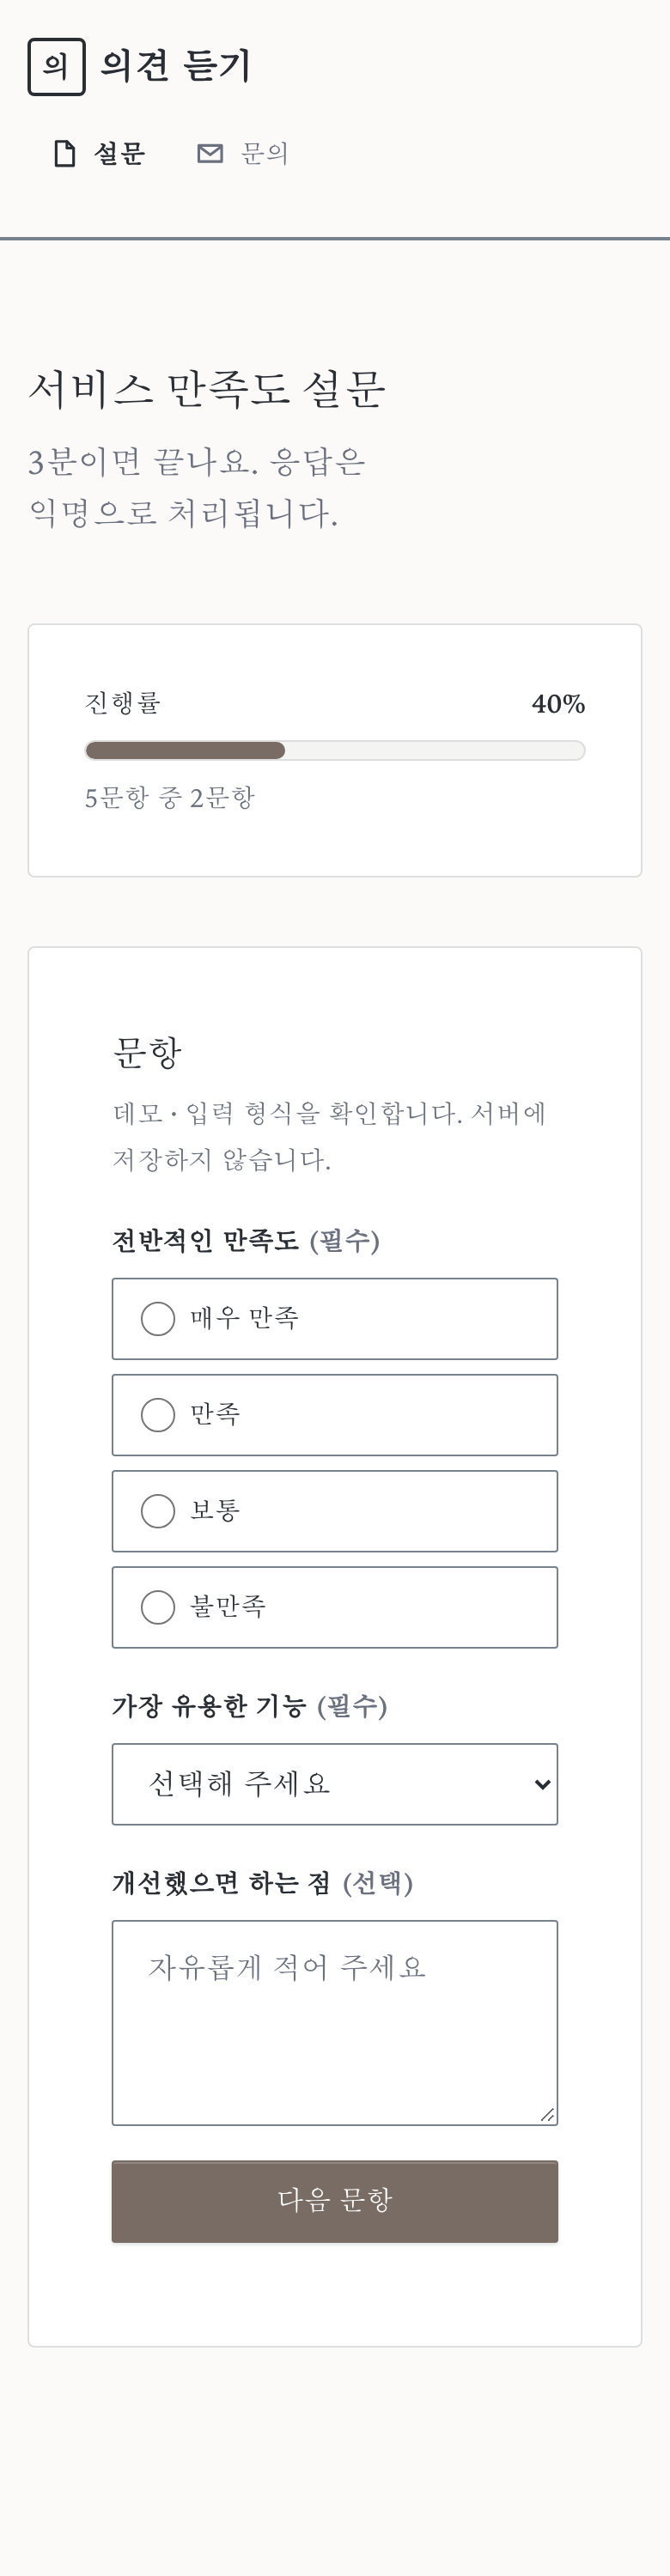 의 의견 듣기
설문 문의
서비스 만족도 설문
3분이면 끝나요. 응답은
익명으로 처리됩니다.
진행률 40%
5문항 중 2문항
문항
데모 · 입력 형식을 확인합니다. 서버에
저장하지 않습니다.
전반적인 만족도 (필수)
매우 만족
만족
보통
불만족
가장 유용한 기능 (필수)
선택해 주세요
개선했으면 하는 점 (선택)
자유롭게 적어 주세요
다음 문항